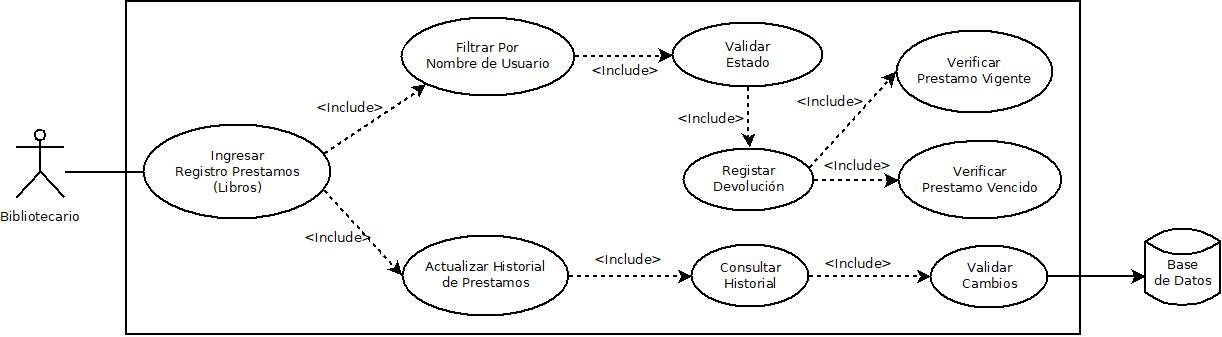 Filtrar Por
Nombre de Usuario
<Include>
Validar
Estado
Verificar
Prestamo Vigente
<Include>
<Include>
<Include>
Ingresar
Registro Prestamos
(Libros)
Bibliotecario
Registar
Devolución
<Include>
Verificar
Prestamo Vencido
<Include>
Actualizar Historial
de Prestamos
<Include>
Consultar
Historial
<Include>
Validar
Cambios
Base
de Datos